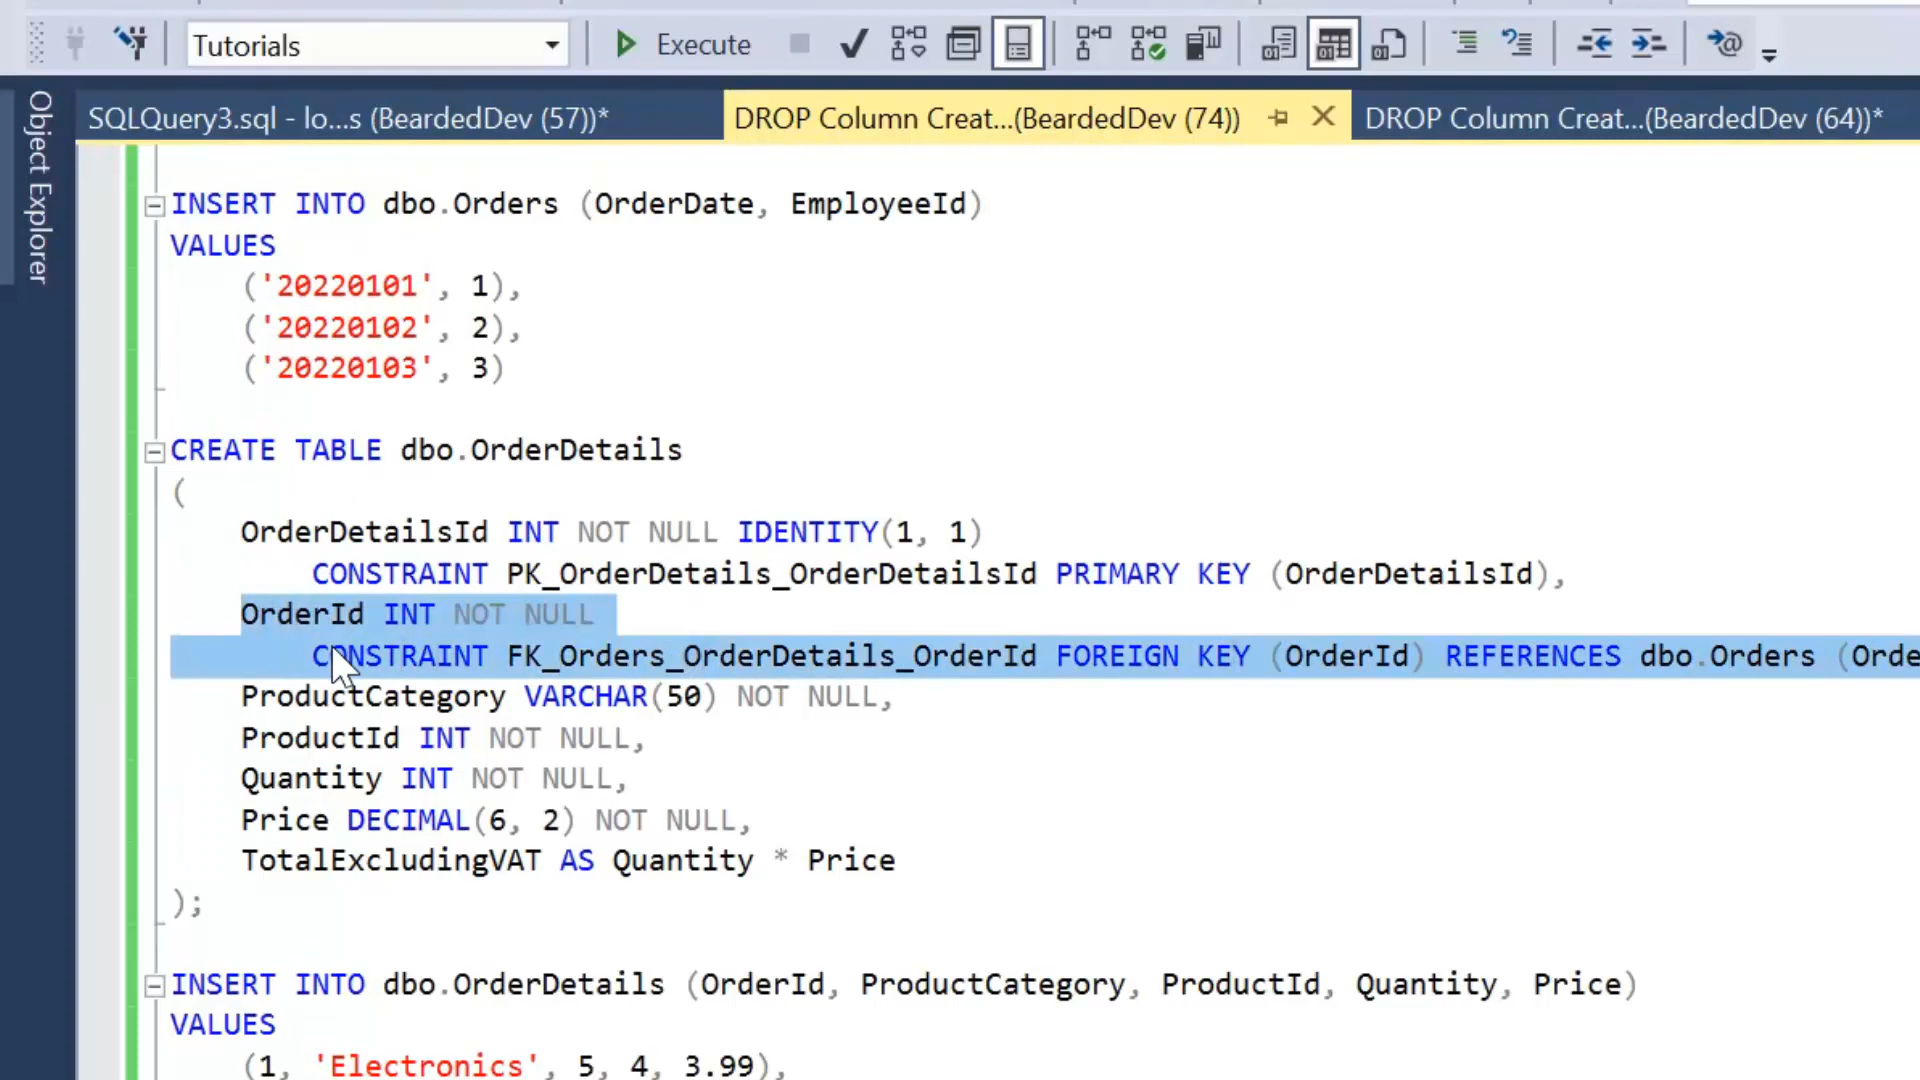 Tutorials
Execute
Object Explorer
SQLQuery3.sql - lo...s (BeardedDev (57))*
DROP Column Creat...(BeardedDev (74))
DROP Column Creat...(BeardedDev (64))*
INSERT INTO dbo.Orders (OrderDate, EmployeeId)
VALUES
('20220101', 1),
('20220102', 2),
('20220103', 3)
CREATE TABLE dbo.OrderDetails
(
OrderDetailsId INT NOT NULL IDENTITY(1, 1)
CONSTRAINT PK_OrderDetails_OrderDetailsId PRIMARY KEY (OrderDetailsId),
OrderId INT NOT NULL
CONSTRAINT FK_Orders_OrderDetails_OrderId FOREIGN KEY (OrderId) REFERENCES dbo.Orders (Orde
ProductCategory VARCHAR(50) NOT NULL,
ProductId INT NOT NULL,
Quantity INT NOT NULL,
Price DECIMAL(6, 2) NOT NULL,
TotalExcludingVAT AS Quantity * Price
);
INSERT INTO dbo.OrderDetails (OrderId, ProductCategory, ProductId, Quantity, Price)
VALUES
(1, 'Electronics', 5, 4, 3.99),